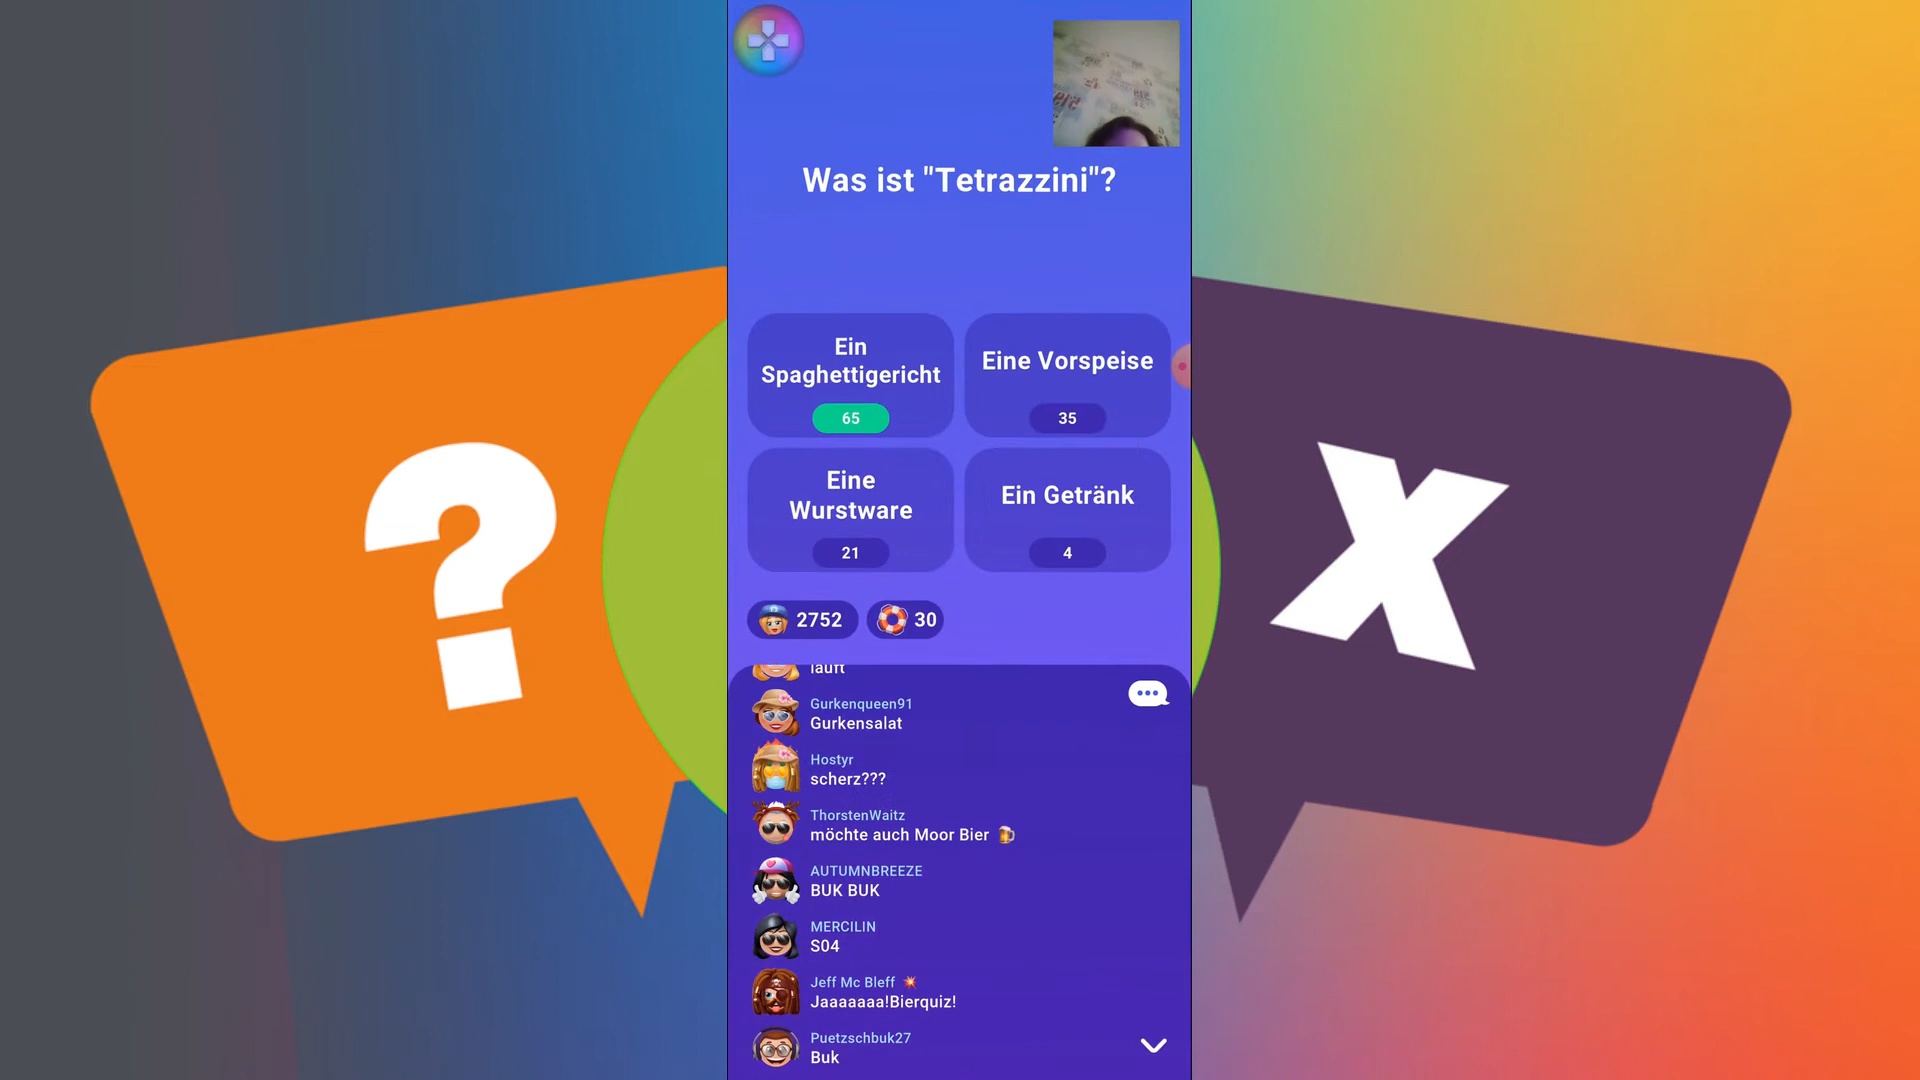 Was ist "Tetrazzini"?
Ein
Spaghettigericht
65
Eine Vorspeise
35
Eine
Wurstware
21
Ein Getränk
4
2752
30
läuft
Gurkenqueen91
Gurkensalat
Hostyr
scherz???
ThorstenWaitz
möchte auch Moor Bier
AUTUMNBREEZE
BUK BUK
MERCILIN
S04
Jeff Mc Bleff
Jaaaaaaa!Bierquiz!
Puetzschbuk27
Buk
?
X